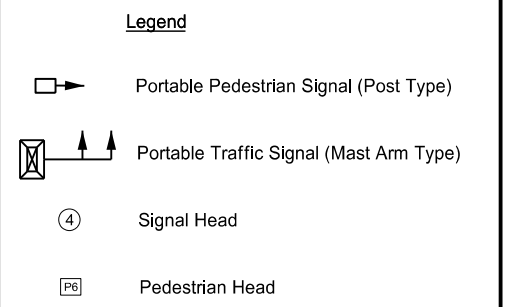 Legend
Portable Pedestrian Signal (Post Type)
Portable Traffic Signal (Mast Arm Type)
4 Signal Head
P6 Pedestrian Head